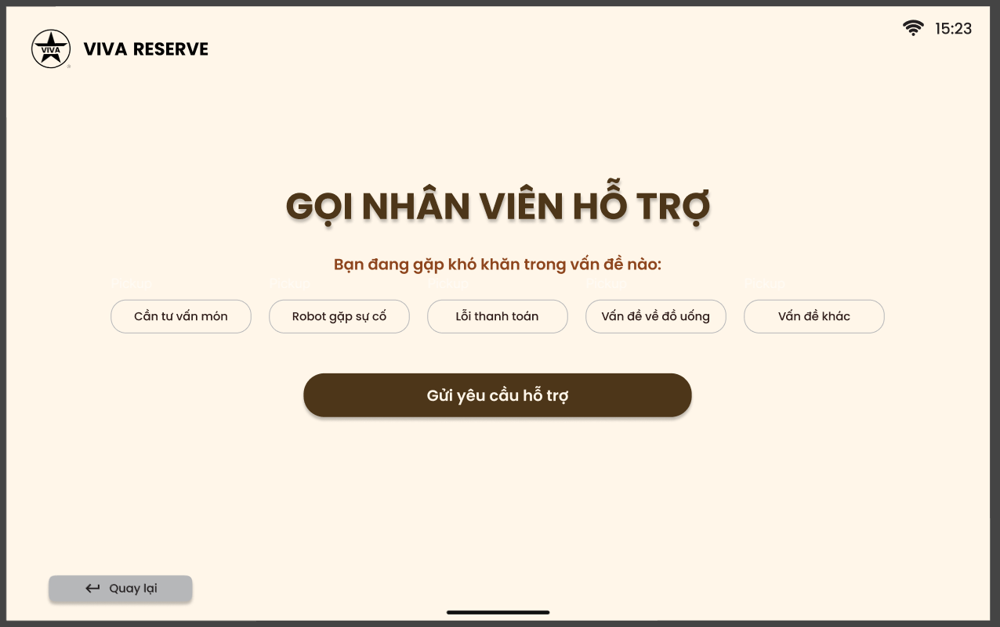 VIVA
VIVA RESERVE
15:23
GỌI NHÂN VIÊN HỖ TRỢ
Bạn đang gặp khó khăn trong vấn đề nào:
Pickup Pickup Pickup Pickup Pickup
Cần tư vấn món Robot gặp sự cố Lỗi thanh toán Vấn đề về đồ uống Vấn đề khác
Gửi yêu cầu hỗ trợ
Quay lại